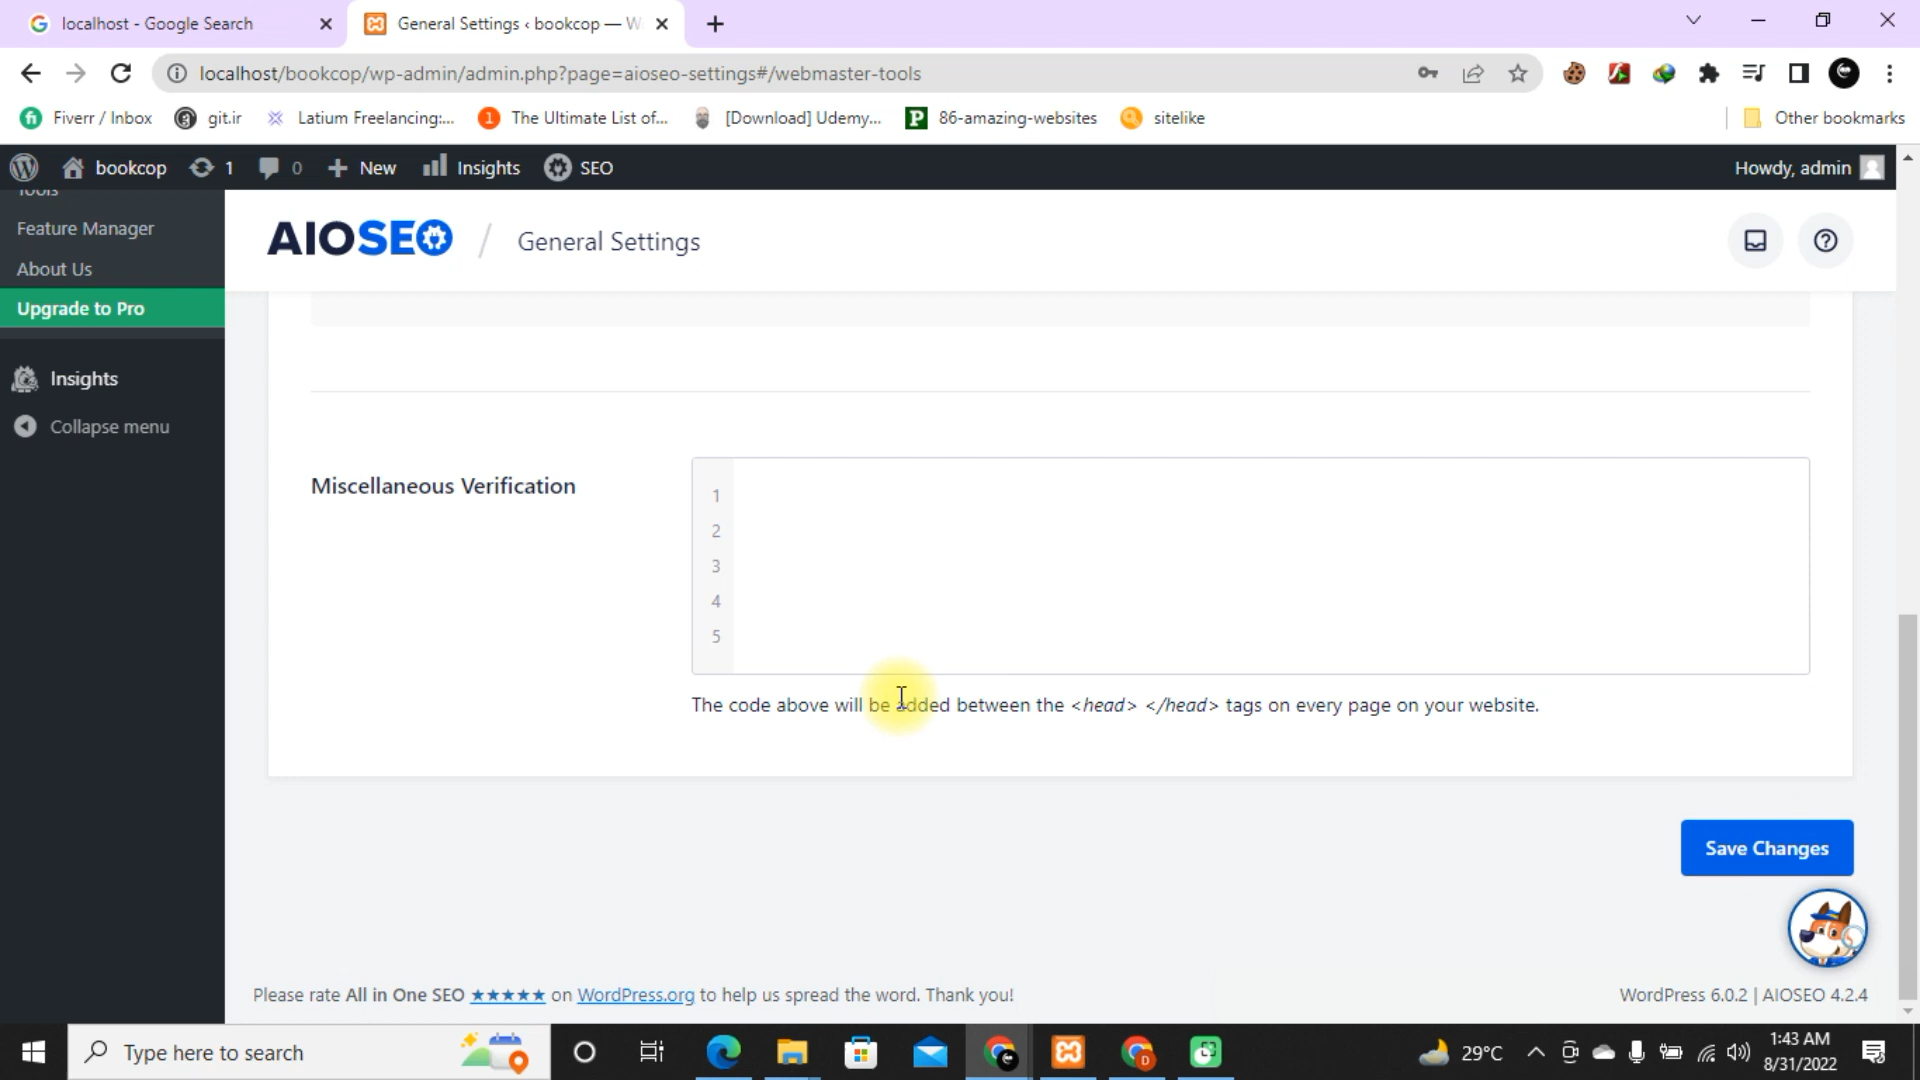 localhost - Google Search
General Settings ‹ bookcop — W
localhost/bookcop/wp-admin/admin.php?page=aioseo-settings#/webmaster-tools
Fiverr / Inbox
git.ir
Latium Freelancing:...
The Ultimate List of...
[Download] Udemy...
86-amazing-websites
sitelike
Other bookmarks
bookcop
1
0
New
Insights
SEO
Howdy, admin
Tools
Feature Manager
About Us
Upgrade to Pro
Insights
Collapse menu
AIOSEO / General Settings
Miscellaneous Verification
1
2
3
4
5
The code above will be added between the <head> </head> tags on every page on your website.
Save Changes
Please rate All in One SEO ★★★★★ on WordPress.org to help us spread the word. Thank you!
WordPress 6.0.2 | AIOSEO 4.2.4
Type here to search
29°C
1:43 AM
8/31/2022